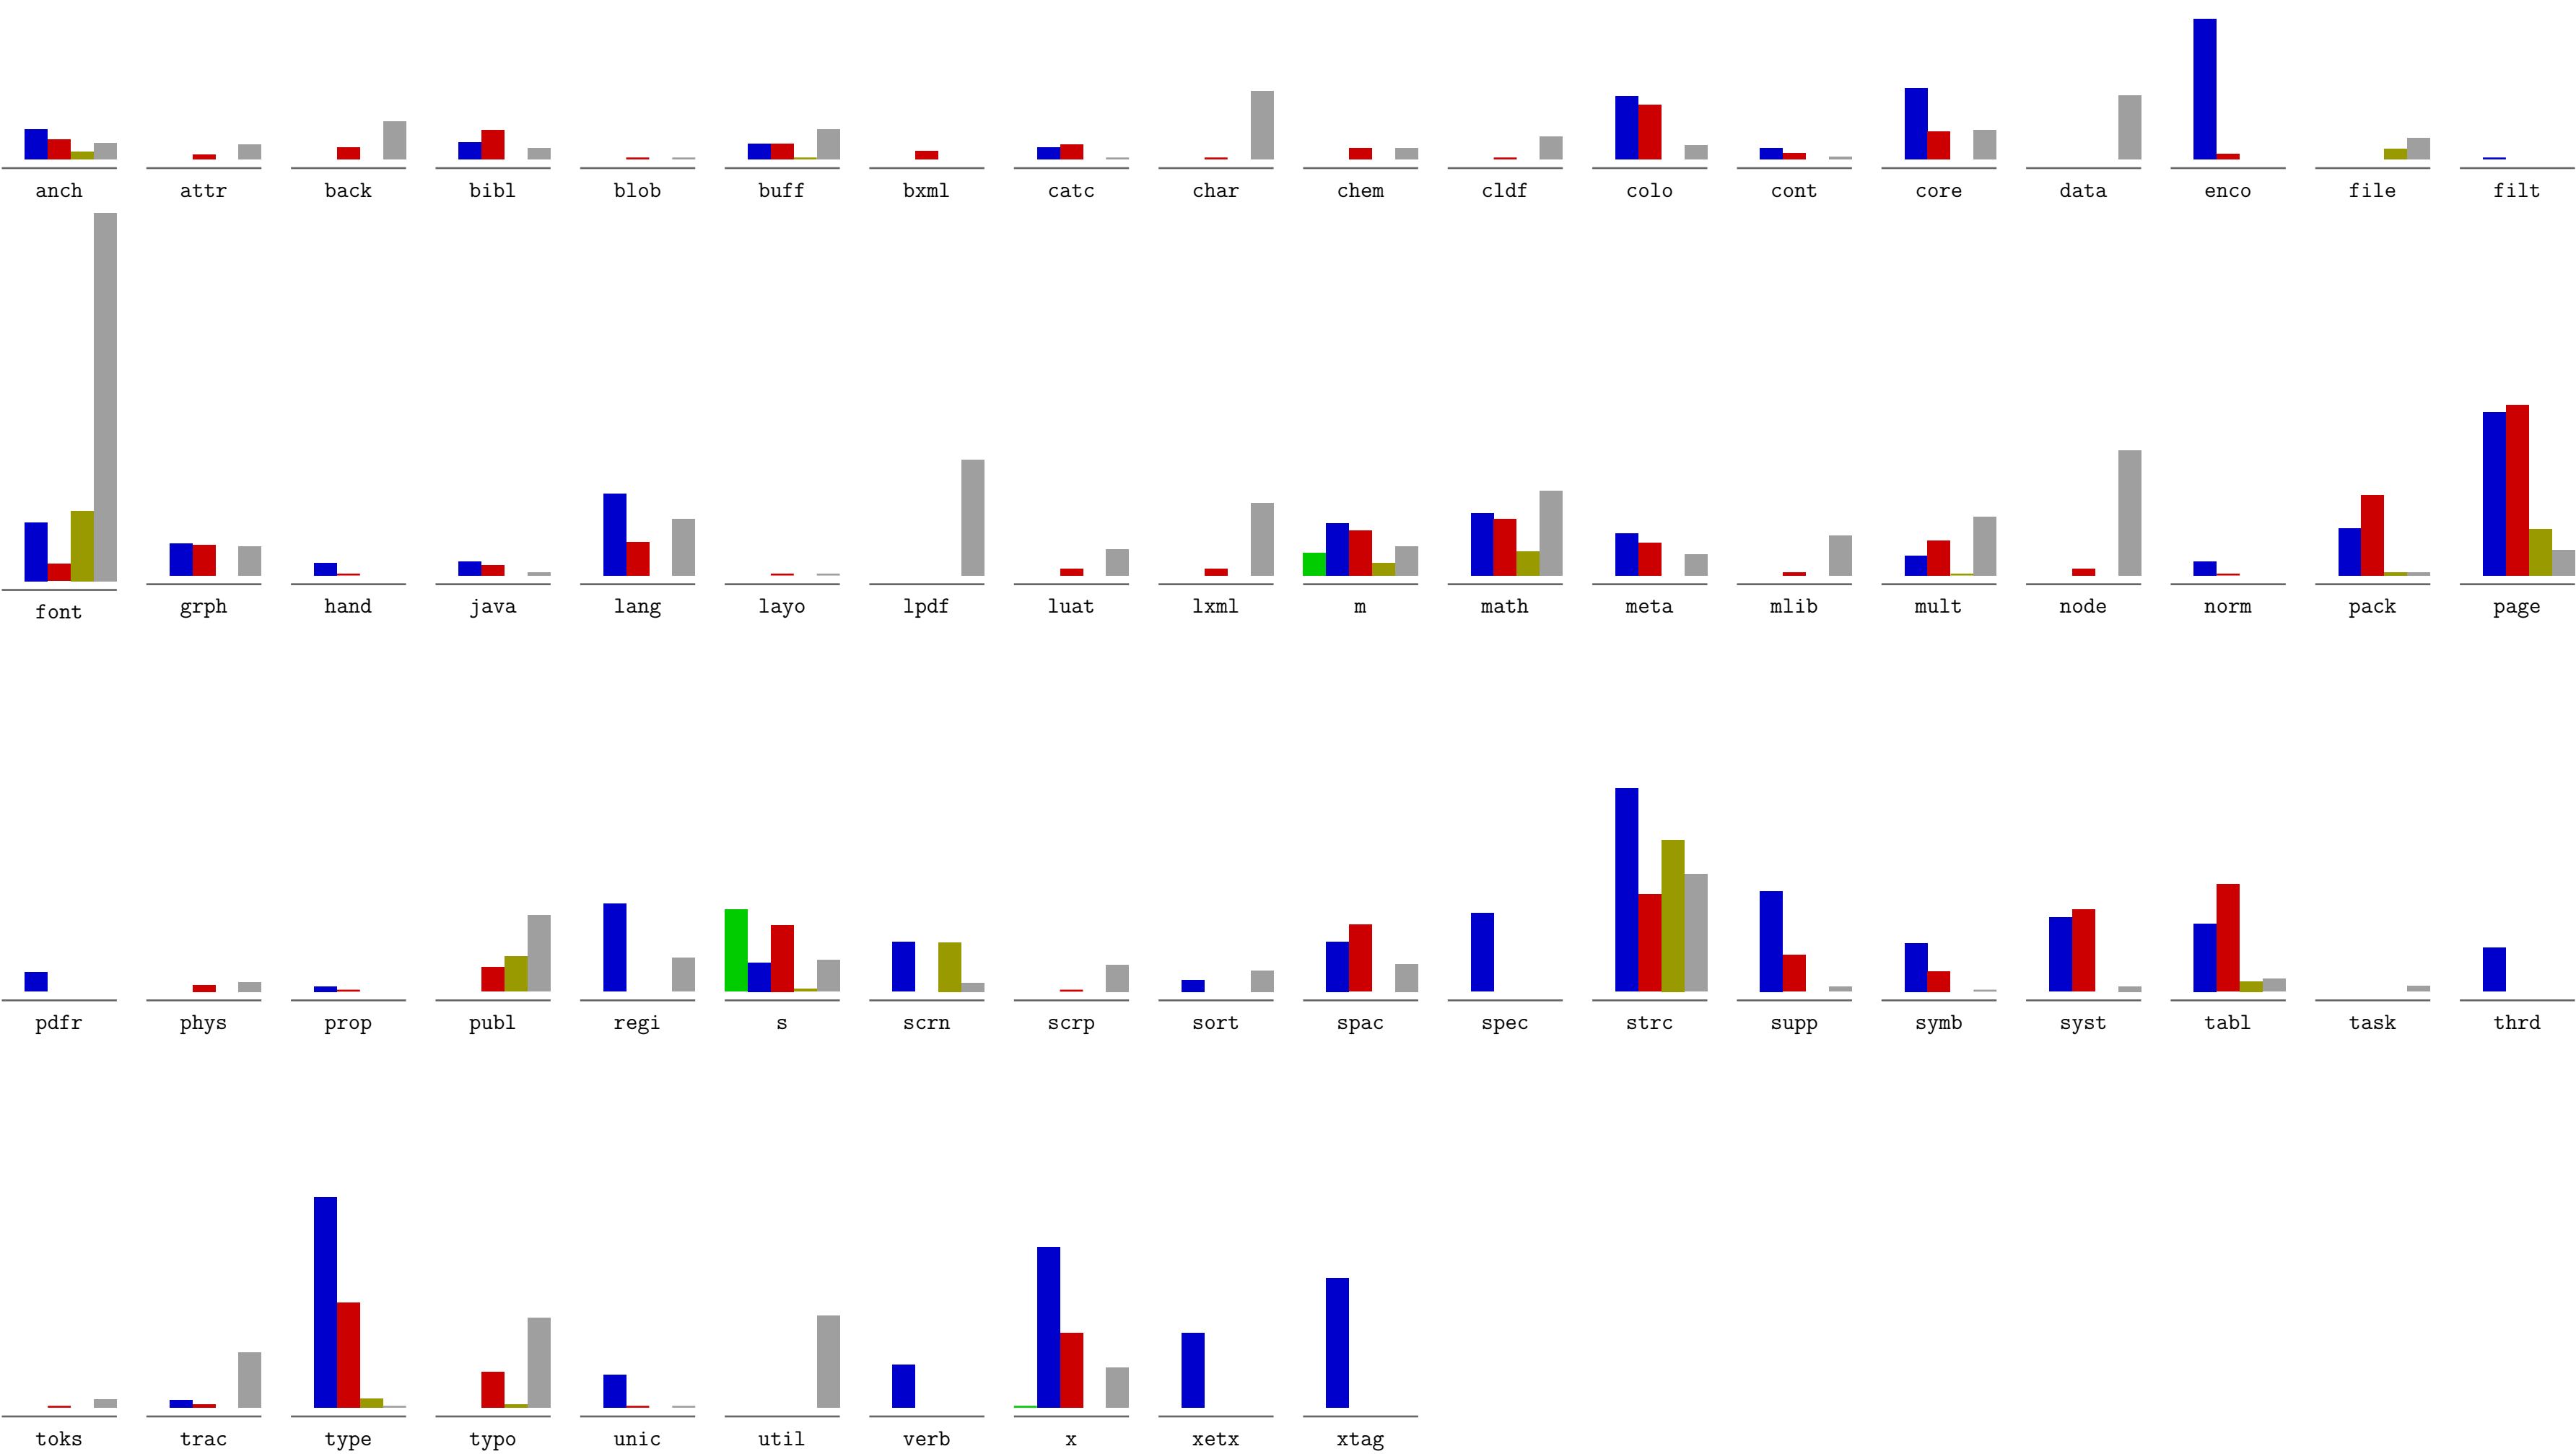 anch attr back bibl blob buff bxml catc char chem cldf colo cont core data enco file filt
font grph hand java lang layo lpdf luat lxml m math meta mlib mult node norm pack page
pdfr phys prop publ regi s scrn scrp sort spac spec strc supp symb syst tabl task thrd
toks trac type typo unic util verb x xetx xtag